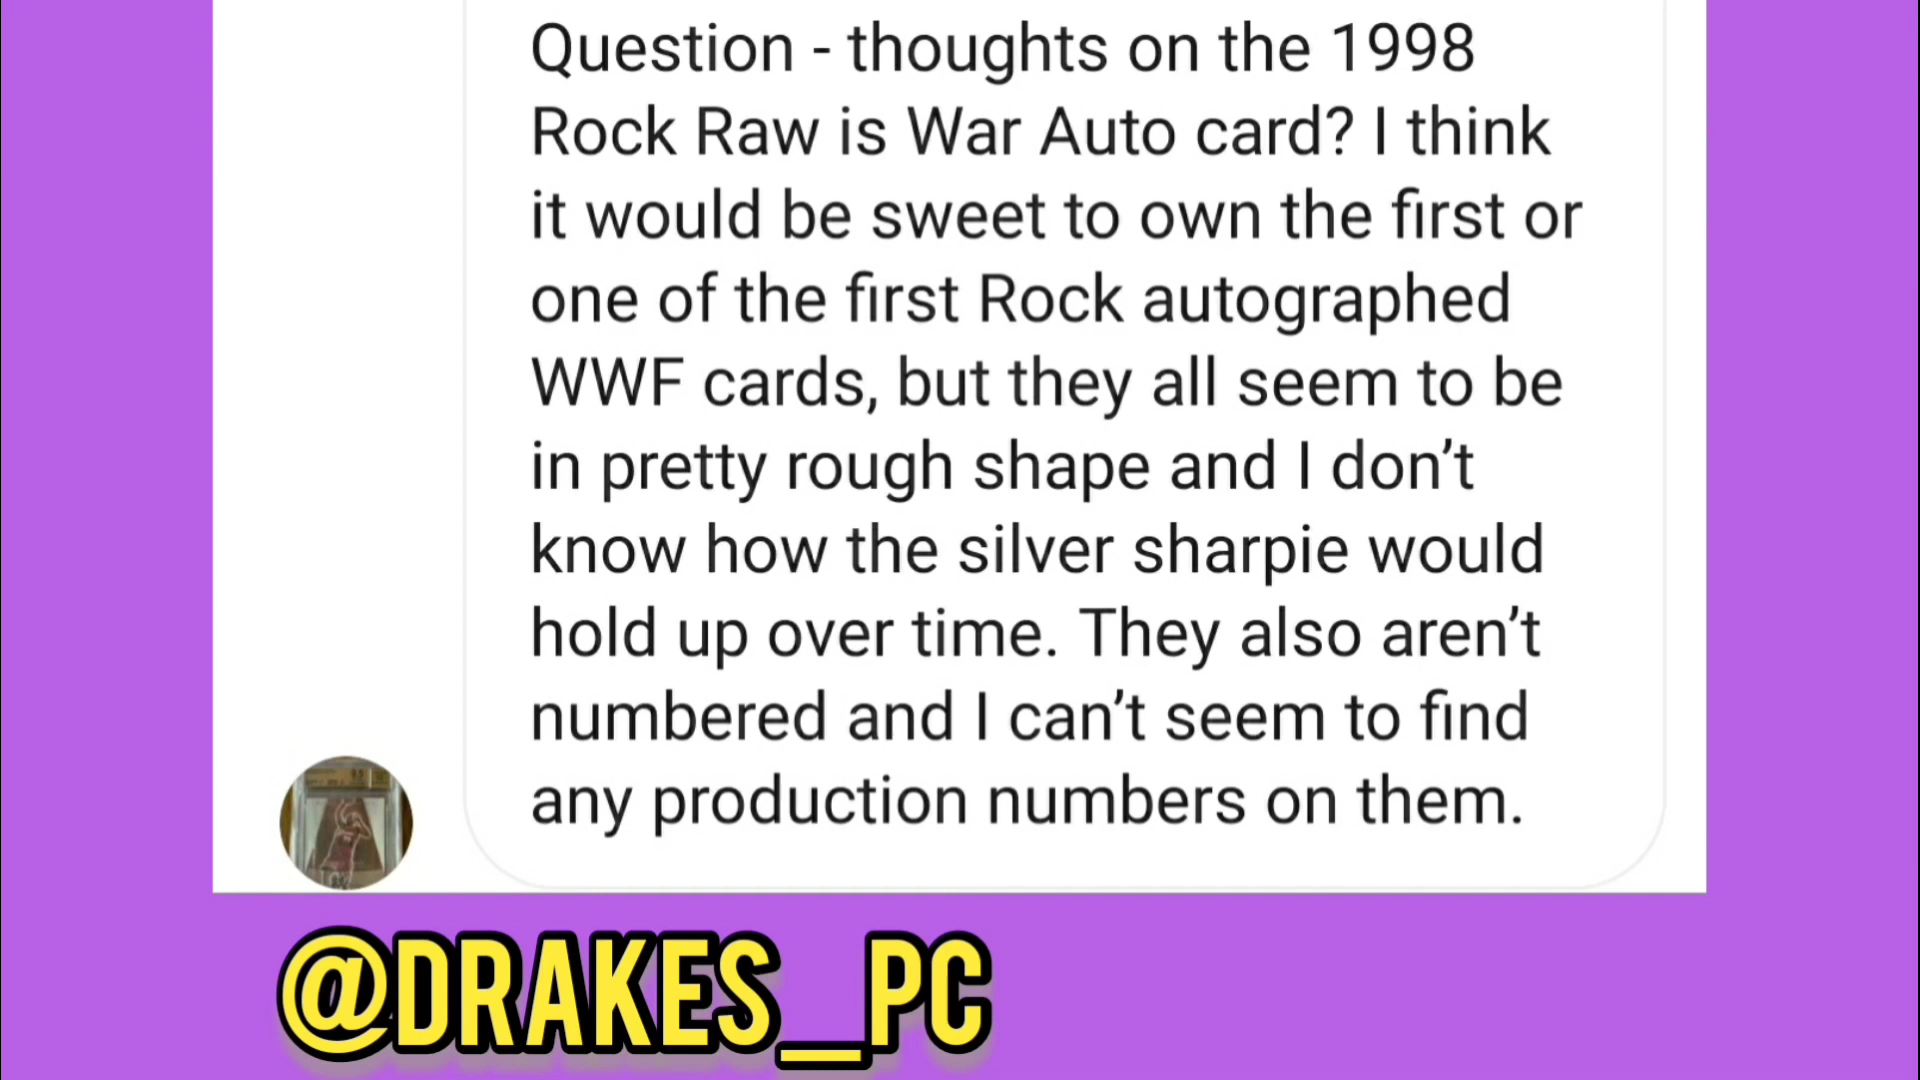 Question - thoughts on the 1998
Rock Raw is War Auto card? I think
it would be sweet to own the first or
one of the first Rock autographed
WWF cards, but they all seem to be
in pretty rough shape and I don’t
know how the silver sharpie would
hold up over time. They also aren’t
numbered and I can’t seem to find
any production numbers on them.
@DRAKES_PC